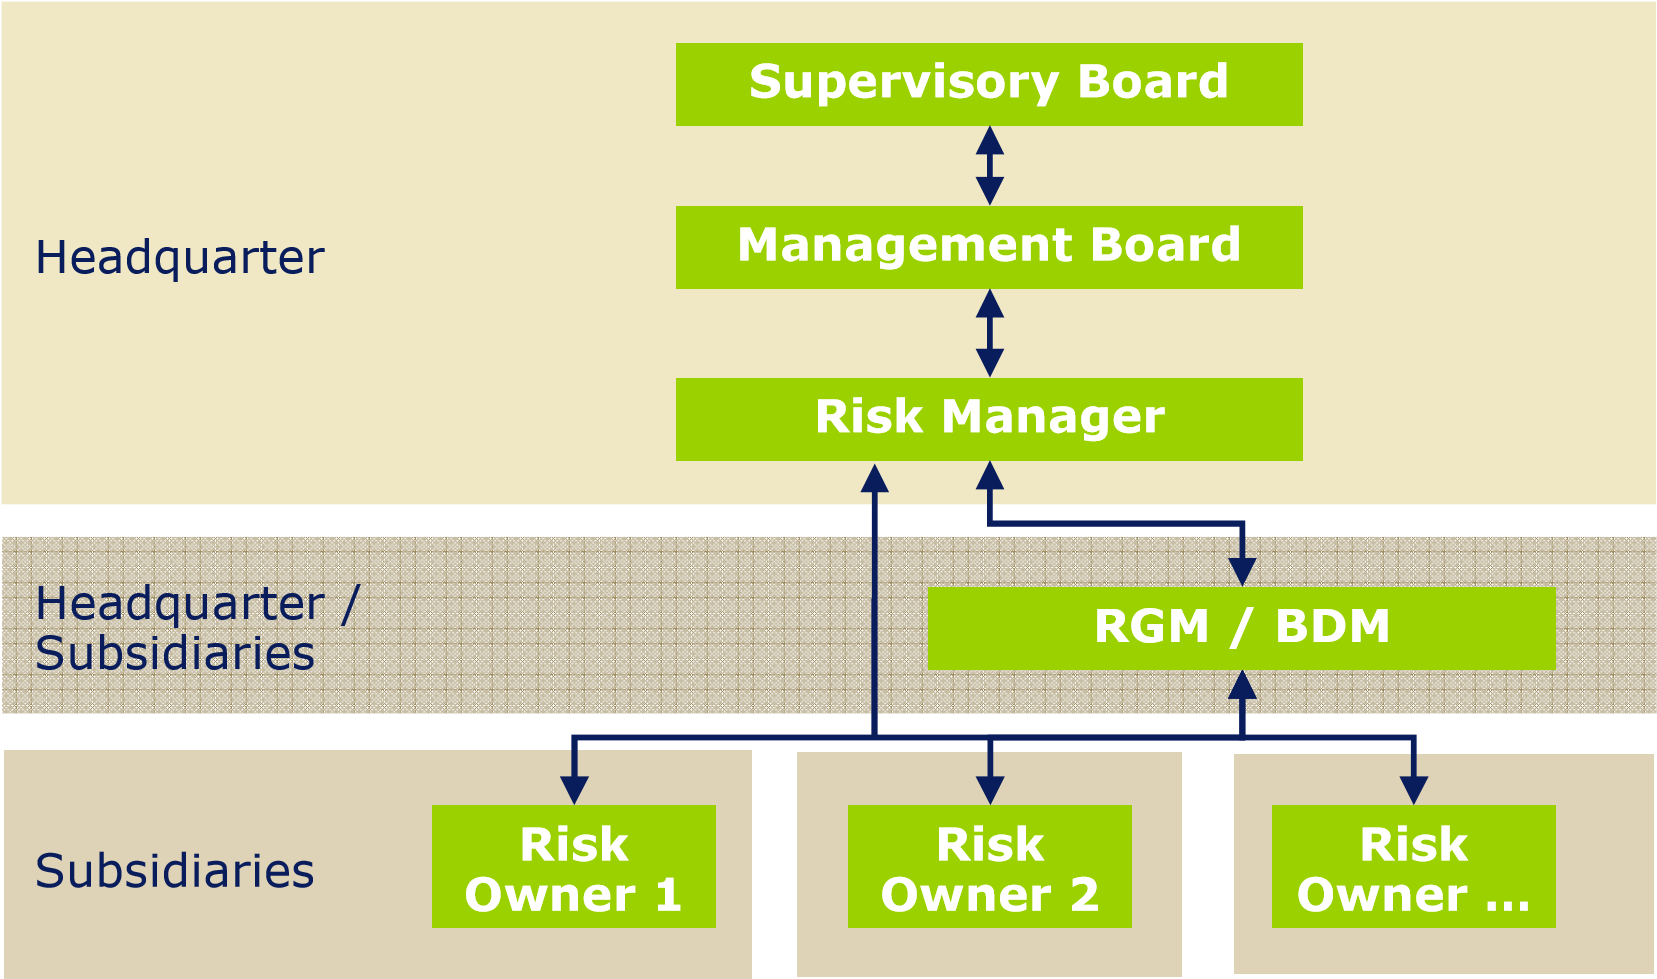 Supervisory Board
Management Board
Headquarter
Risk Manager
Headquarter /
Subsidiaries
RGM / BDM
Subsidiaries
Risk
Owner 1
Risk
Owner 2
Risk
Owner ...